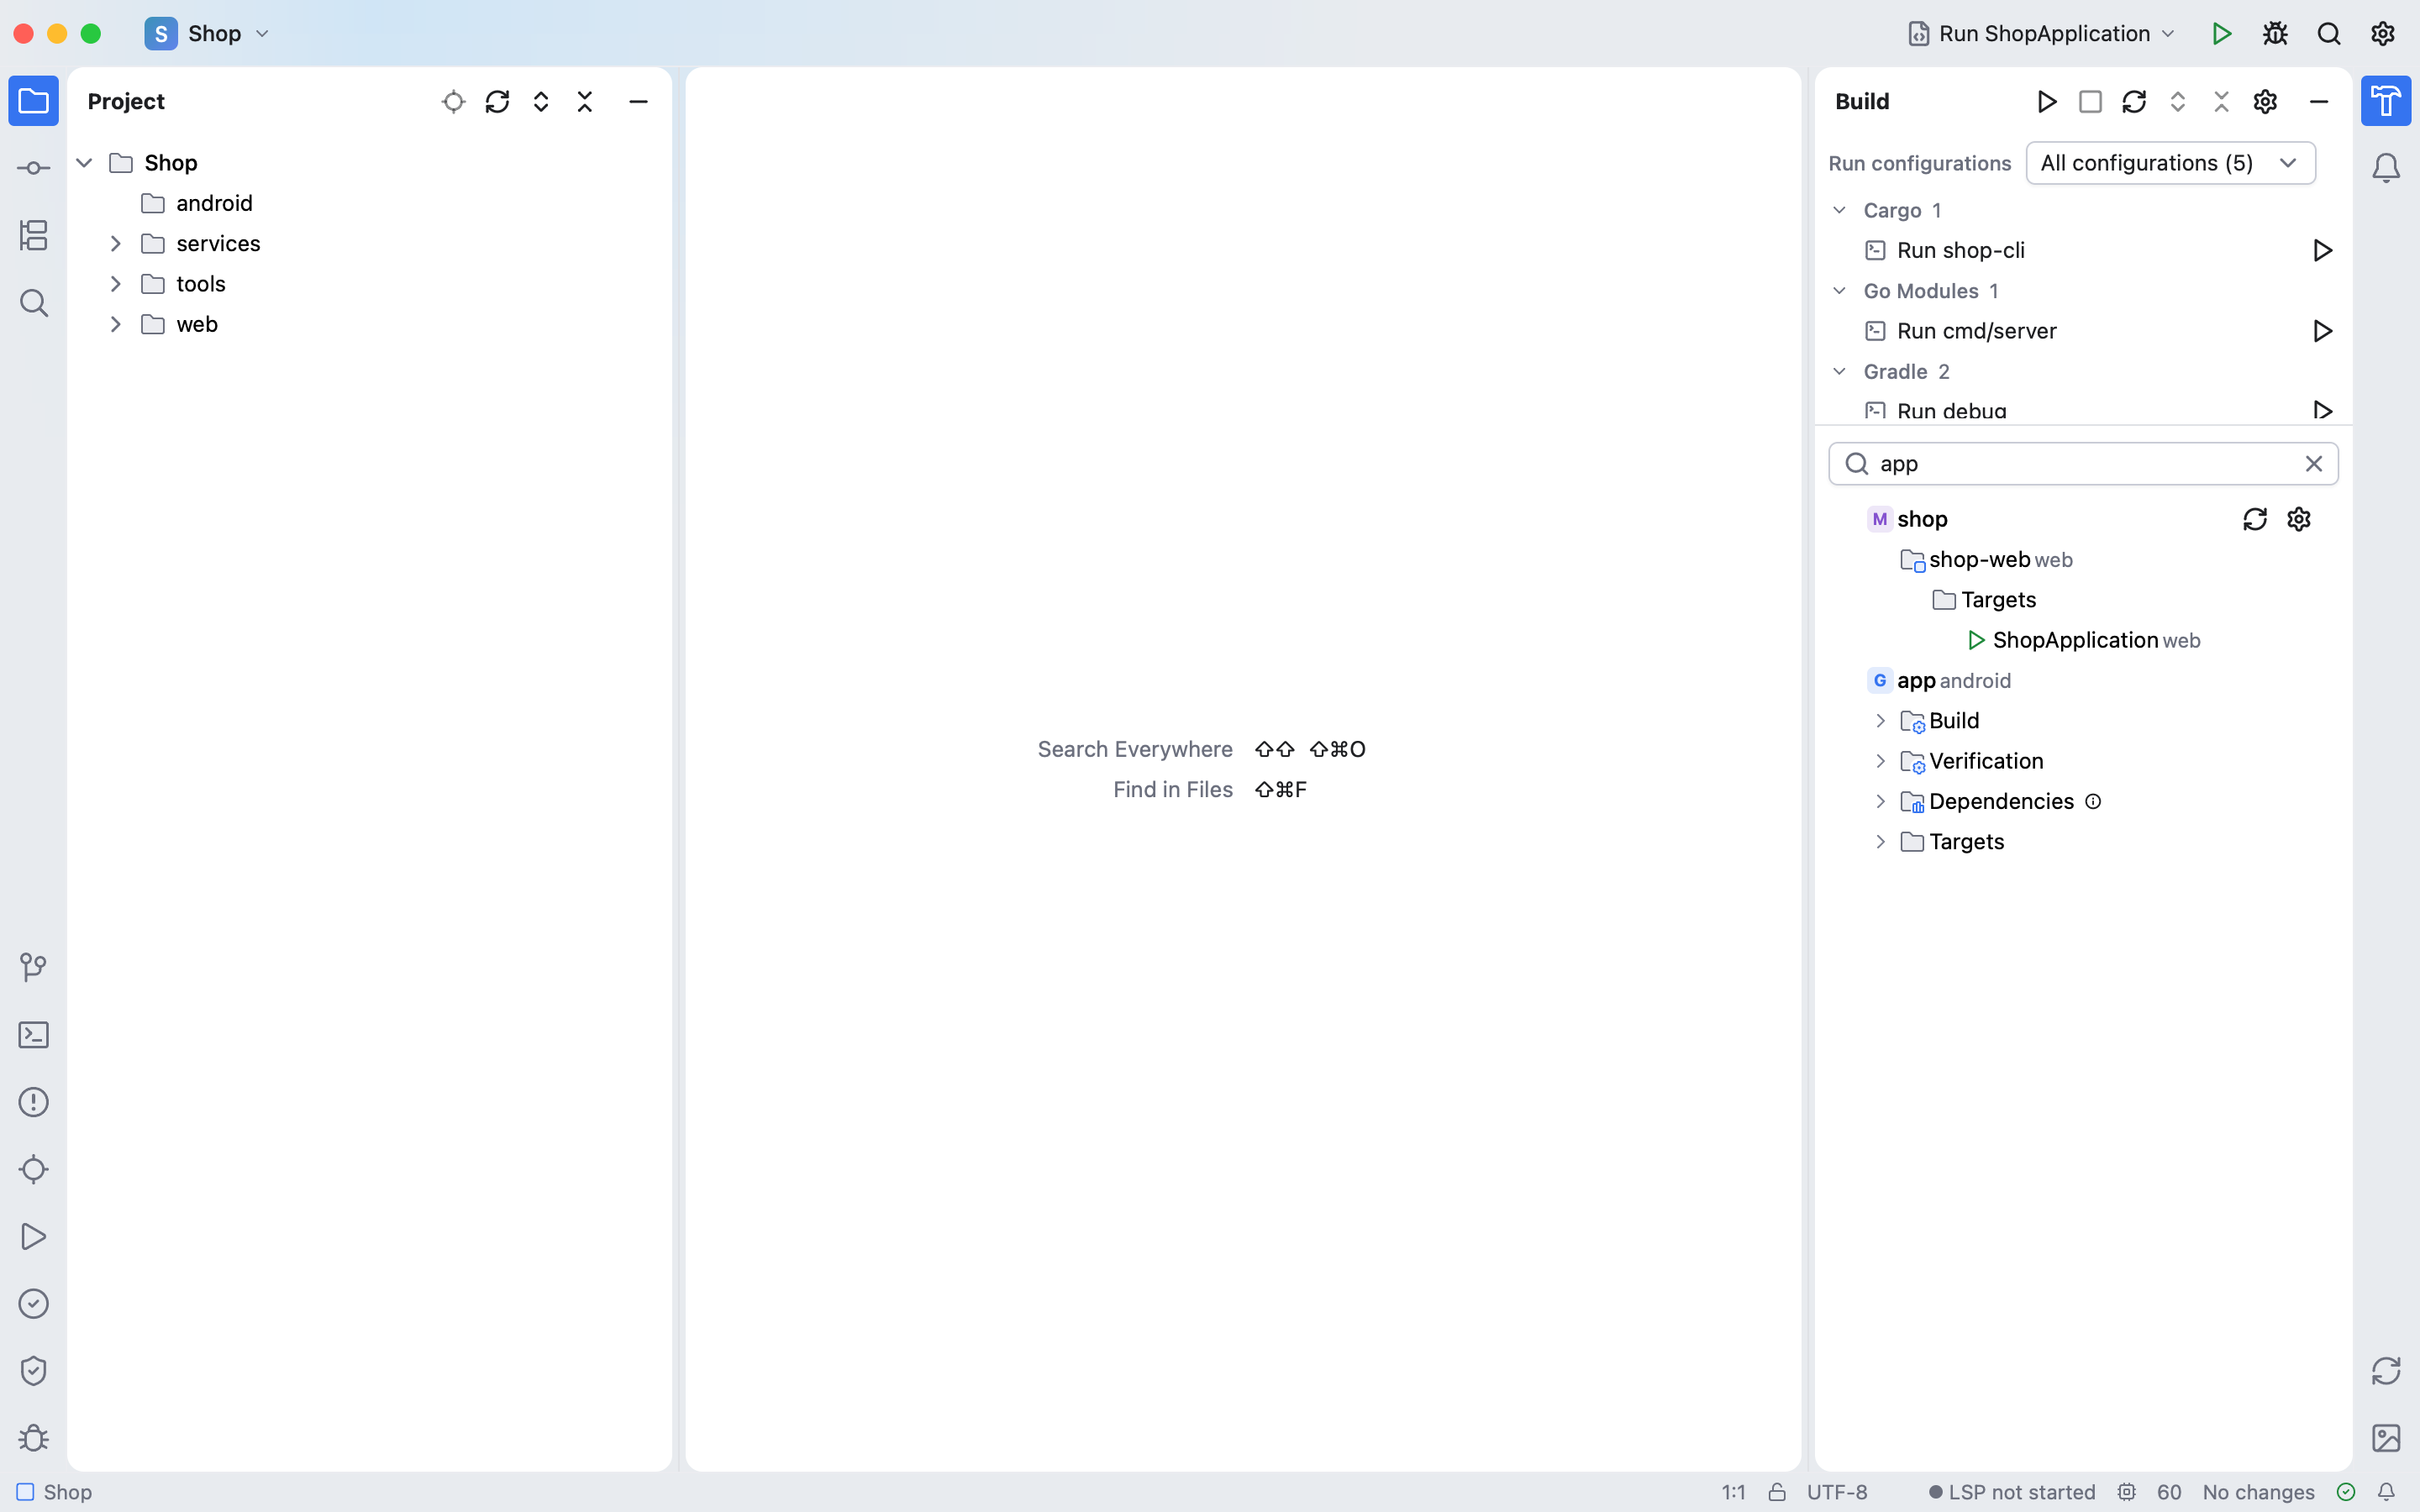 S Shop
Run ShopApplication
Project
Shop
android
services
tools
web
Search Everywhere ⇧⇧ ⇧⌘O
Find in Files ⇧⌘F
Build
Run configurations All configurations (5)
Cargo 1
Run shop-cli
Go Modules 1
Run cmd/server
Gradle 2
Run debug
app
M shop
shop-web web
Targets
ShopApplication web
G app android
Build
Verification
Dependencies
Targets
Shop
1:1 UTF-8 LSP not started 60 No changes